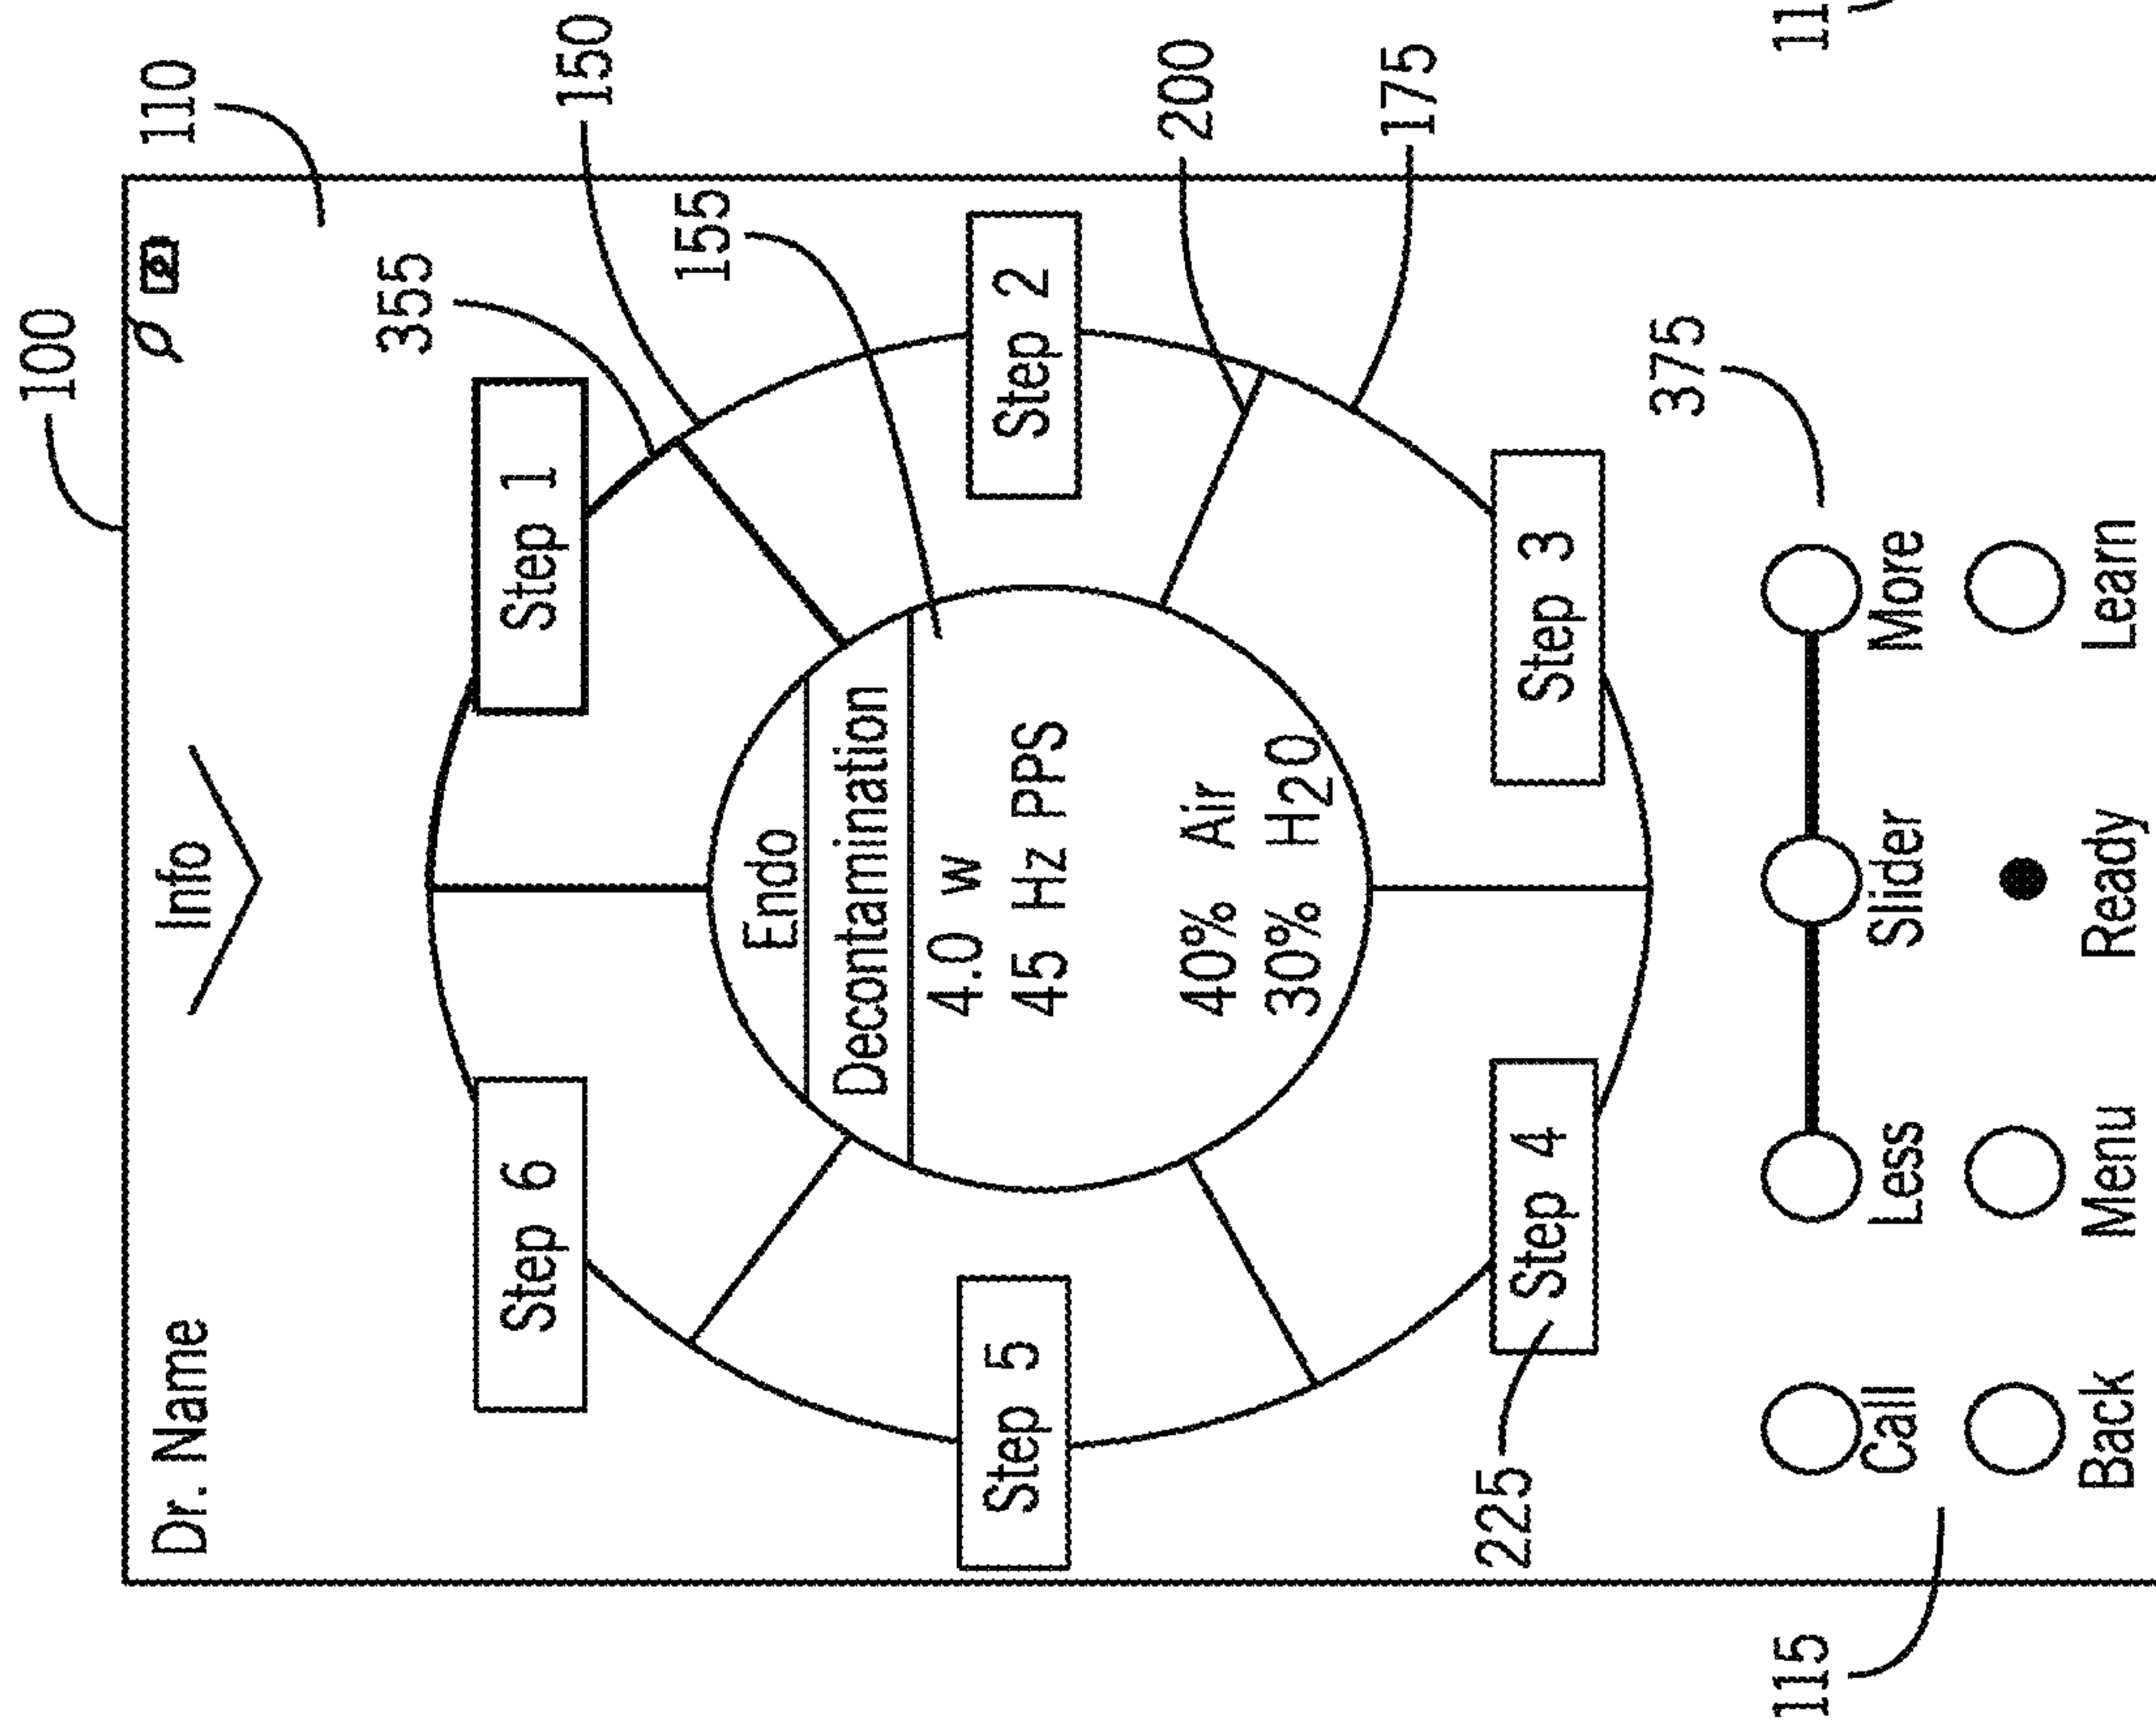 100
110
Dr. Name
Info
355
150
Step 6
Step 1
155
Endo
Decontamination
4.0 w
45 Hz PPS
40% Air
30% H20
Step 5
Step 2
200
175
225
Step 4
Step 3
375
115
Call
Less
Slider
More
Back
Menu
Ready
Learn